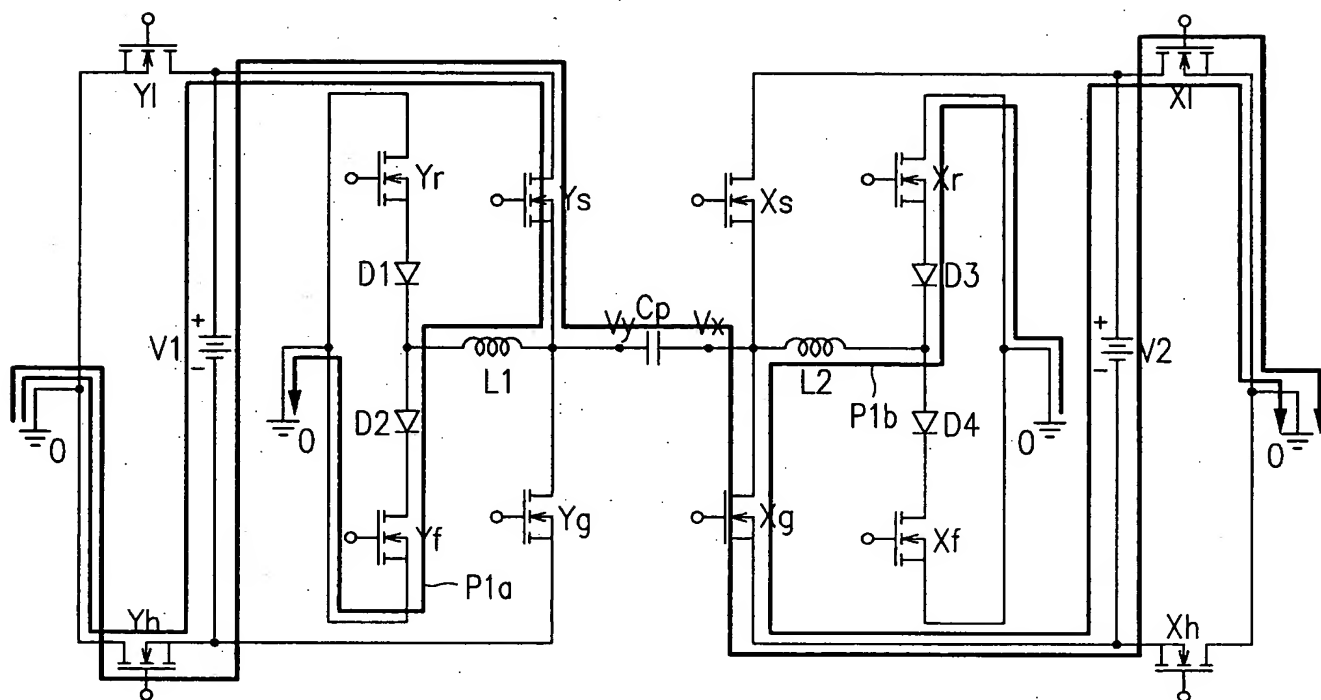 Yl
Xl
Yr
Ys
Xs
Xr
D1
D3
Vy
Cp
Vx
+
V1
-
L1
L2
+
V2
-
P1b
D2
D4
0
0
0
0
Yf
Yg
Xg
Xf
P1a
Yh
Xh